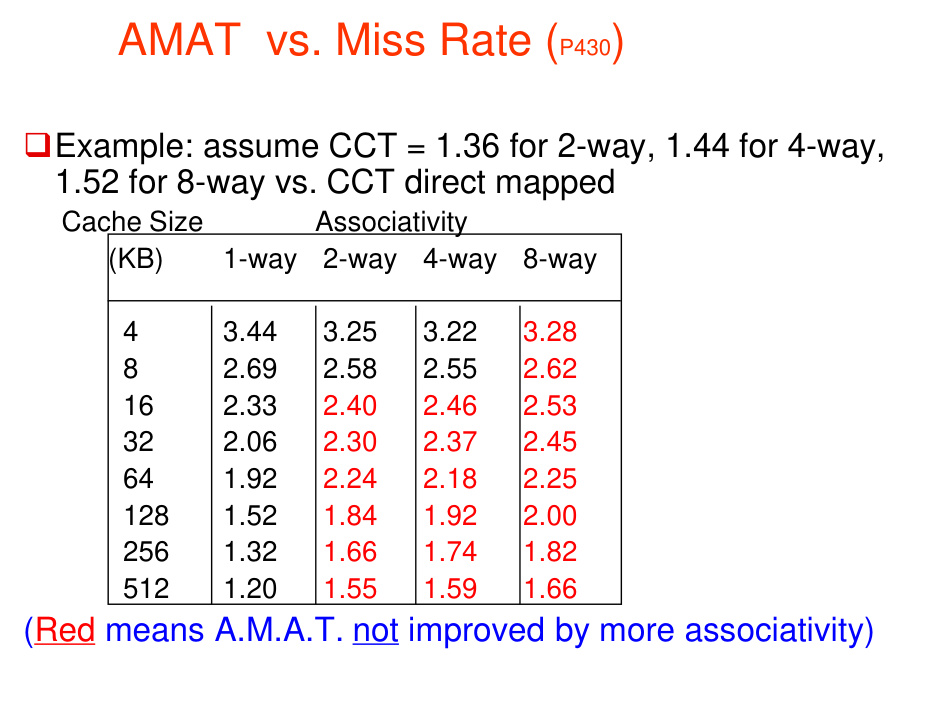 AMAT vs. Miss Rate (P430)
Example: assume CCT = 1.36 for 2-way, 1.44 for 4-way,
1.52 for 8-way vs. CCT direct mapped
Cache Size Associativity
(KB) 1-way 2-way 4-way 8-way
4 3.44 3.25 3.22 3.28
8 2.69 2.58 2.55 2.62
16 2.33 2.40 2.46 2.53
32 2.06 2.30 2.37 2.45
64 1.92 2.24 2.18 2.25
128 1.52 1.84 1.92 2.00
256 1.32 1.66 1.74 1.82
512 1.20 1.55 1.59 1.66
(Red means A.M.A.T. not improved by more associativity)